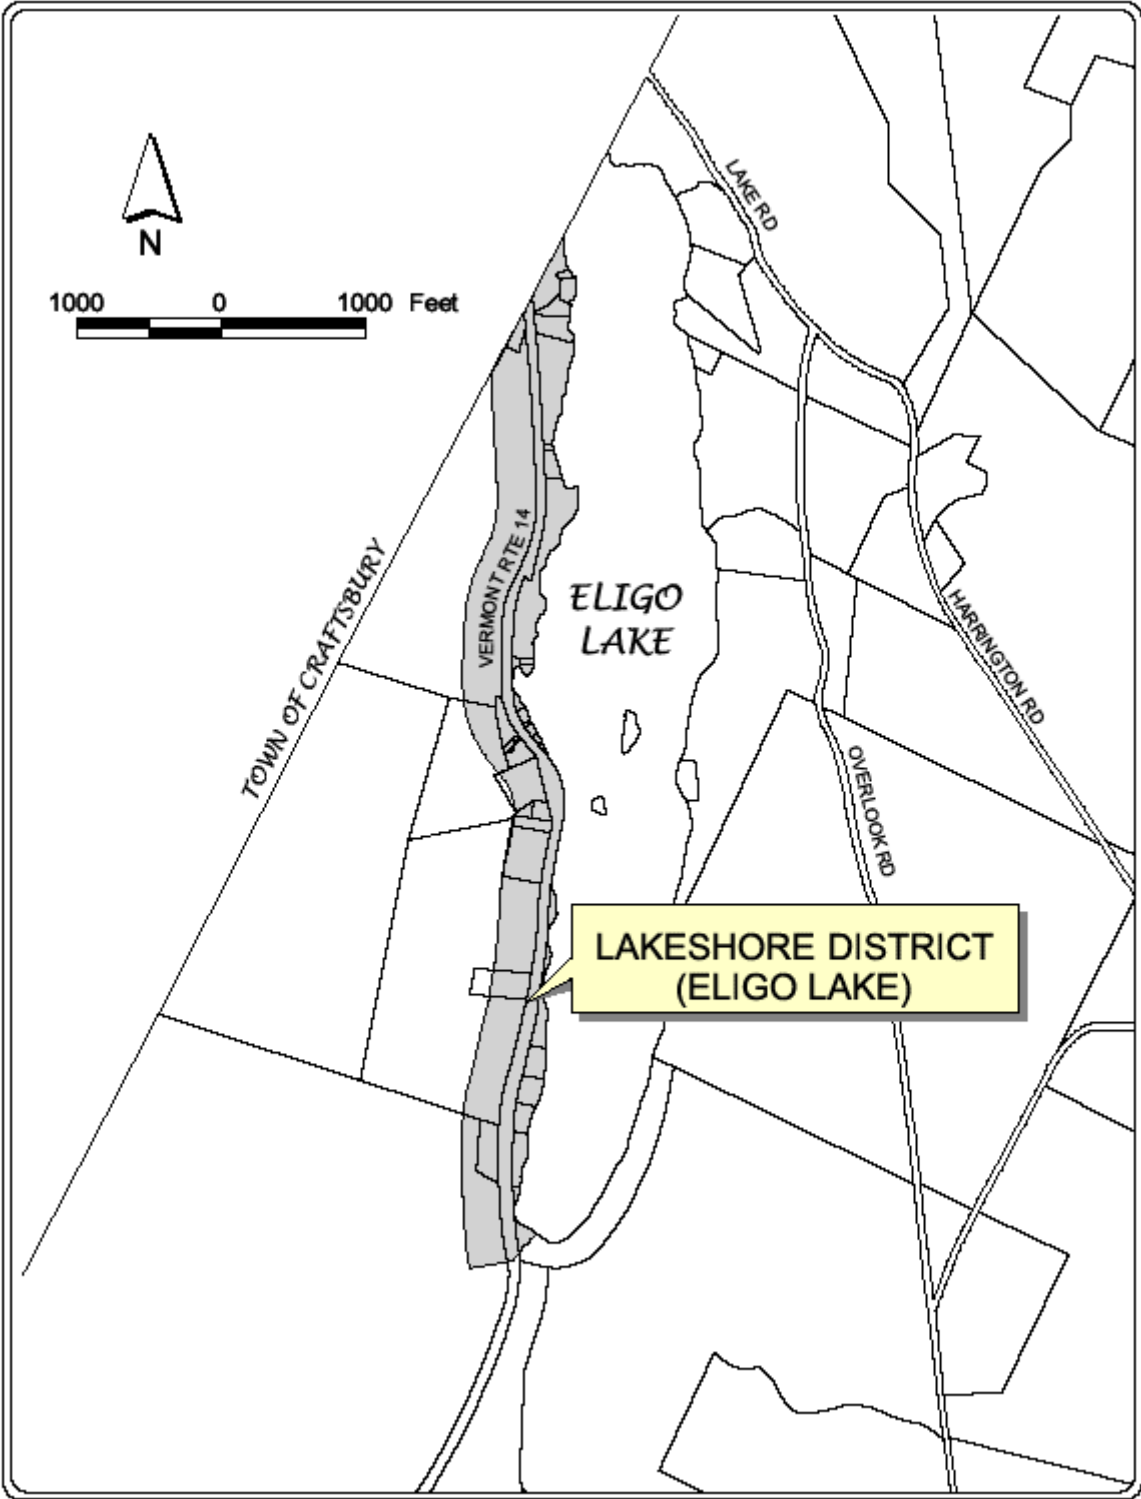 LAKE RD
N
1000 0 1000 Feet
VERMONT RTE 14
TOWN OF CRAFTSBURY
ELIGO
LAKE
HARRINGTON RD
OVERLOOK RD
LAKESHORE DISTRICT
(ELIGO LAKE)